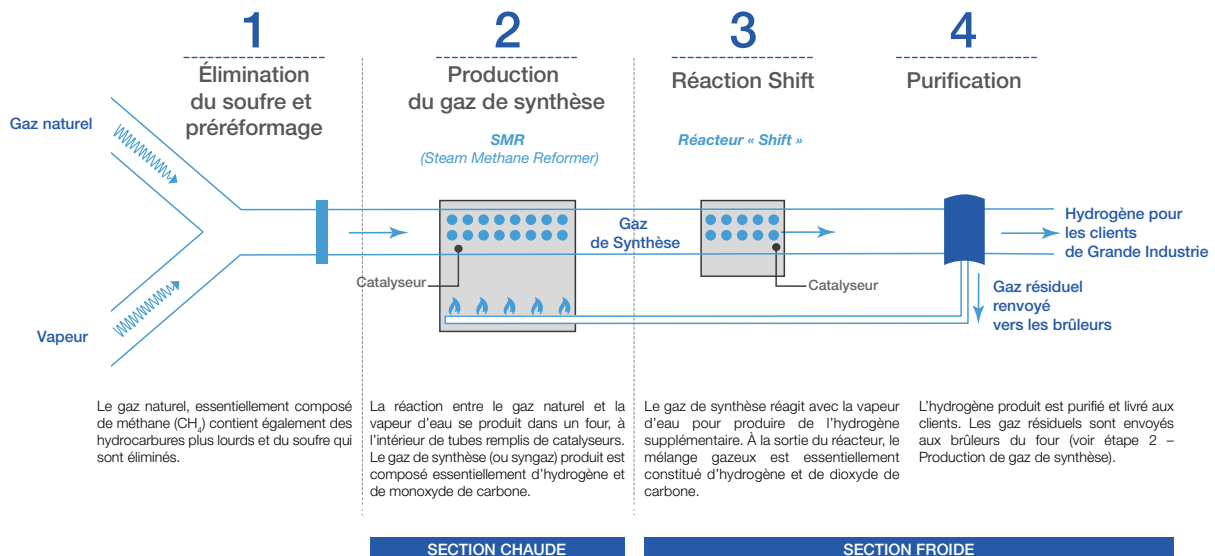 1
Élimination
du soufre et
préréformage
2
Production
du gaz de synthèse
SMR
(Steam Methane Reformer)
3
Réaction Shift
Réacteur « Shift »
4
Purification
Gaz naturel
Vapeur
Catalyseur
Gaz
de Synthèse
Catalyseur
Hydrogène pour
les clients
de Grande Industrie
Gaz résiduel
renvoyé
vers les brûleurs
Le gaz naturel, essentiellement composé
de méthane (CH₄) contient également des
hydrocarbures plus lourds et du soufre qui
sont éliminés.
La réaction entre le gaz naturel et la
vapeur d'eau se produit dans un four, à
l'intérieur de tubes remplis de catalyseurs.
Le gaz de synthèse (ou syngaz) produit est
composé essentiellement d'hydrogène et
de monoxyde de carbone.
Le gaz de synthèse réagit avec la vapeur
d'eau pour produire de l'hydrogène
supplémentaire. À la sortie du réacteur, le
mélange gazeux est essentiellement
constitué d'hydrogène et de dioxyde de
carbone.
L'hydrogène produit est purifié et livré aux
clients. Les gaz résiduels sont envoyés
aux brûleurs du four (voir étape 2 –
Production de gaz de synthèse).
SECTION CHAUDE
SECTION FROIDE